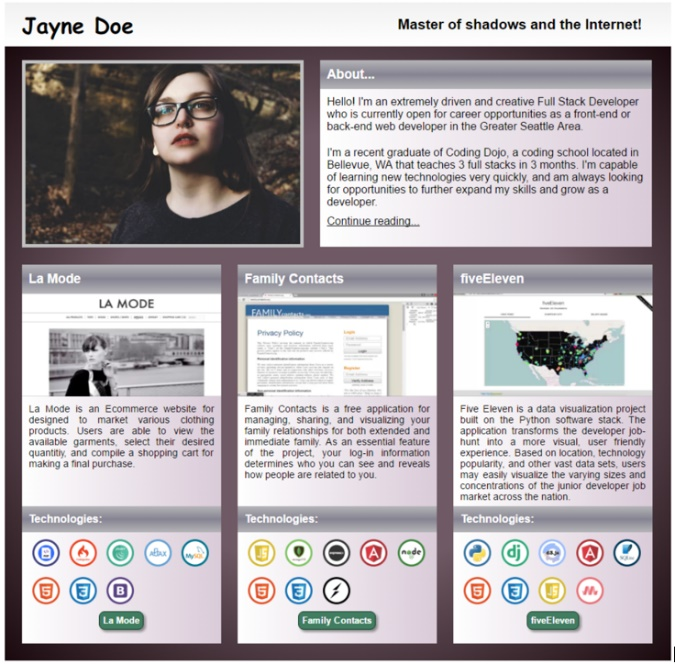 Jayne Doe
Master of shadows and the Internet!
About...
Hello! I'm an extremely driven and creative Full Stack Developer
who is currently open for career opportunities as a front-end or
back-end web developer in the Greater Seattle Area.
I'm a recent graduate of Coding Dojo, a coding school located in
Bellevue, WA that teaches 3 full stacks in 3 months. I'm capable
of learning new technologies very quickly, and am always looking
for opportunities to further expand my skills and grow as a
developer.
Continue reading...
La Mode
LA MODE
La Mode is an Ecommerce website for
designed to market various clothing
products. Users are able to view the
available garments, select their desired
quantity, and compile a shopping cart for
making a final purchase.
Technologies:
AJAX
MySQL
La Mode
Family Contacts
FAMILYcontacts
Privacy Policy
Login
Register
Family Contacts is a free application for
managing, sharing, and visualizing your
family relationships for both extended and
immediate family. As an essential feature
of the project, your log-in information
determines who you can see and reveals
how people are related to you.
Technologies:
node
Family Contacts
fiveEleven
fiveEleven
Five Eleven is a data visualization project
built on the Python software stack. The
application transforms the developer job-
hunt into a more visual, user friendly
experience. Based on location, technology
popularity, and other vast data sets, users
may easily visualize the varying sizes and
concentrations of the junior developer job
market across the nation.
Technologies:
dj
fiveEleven